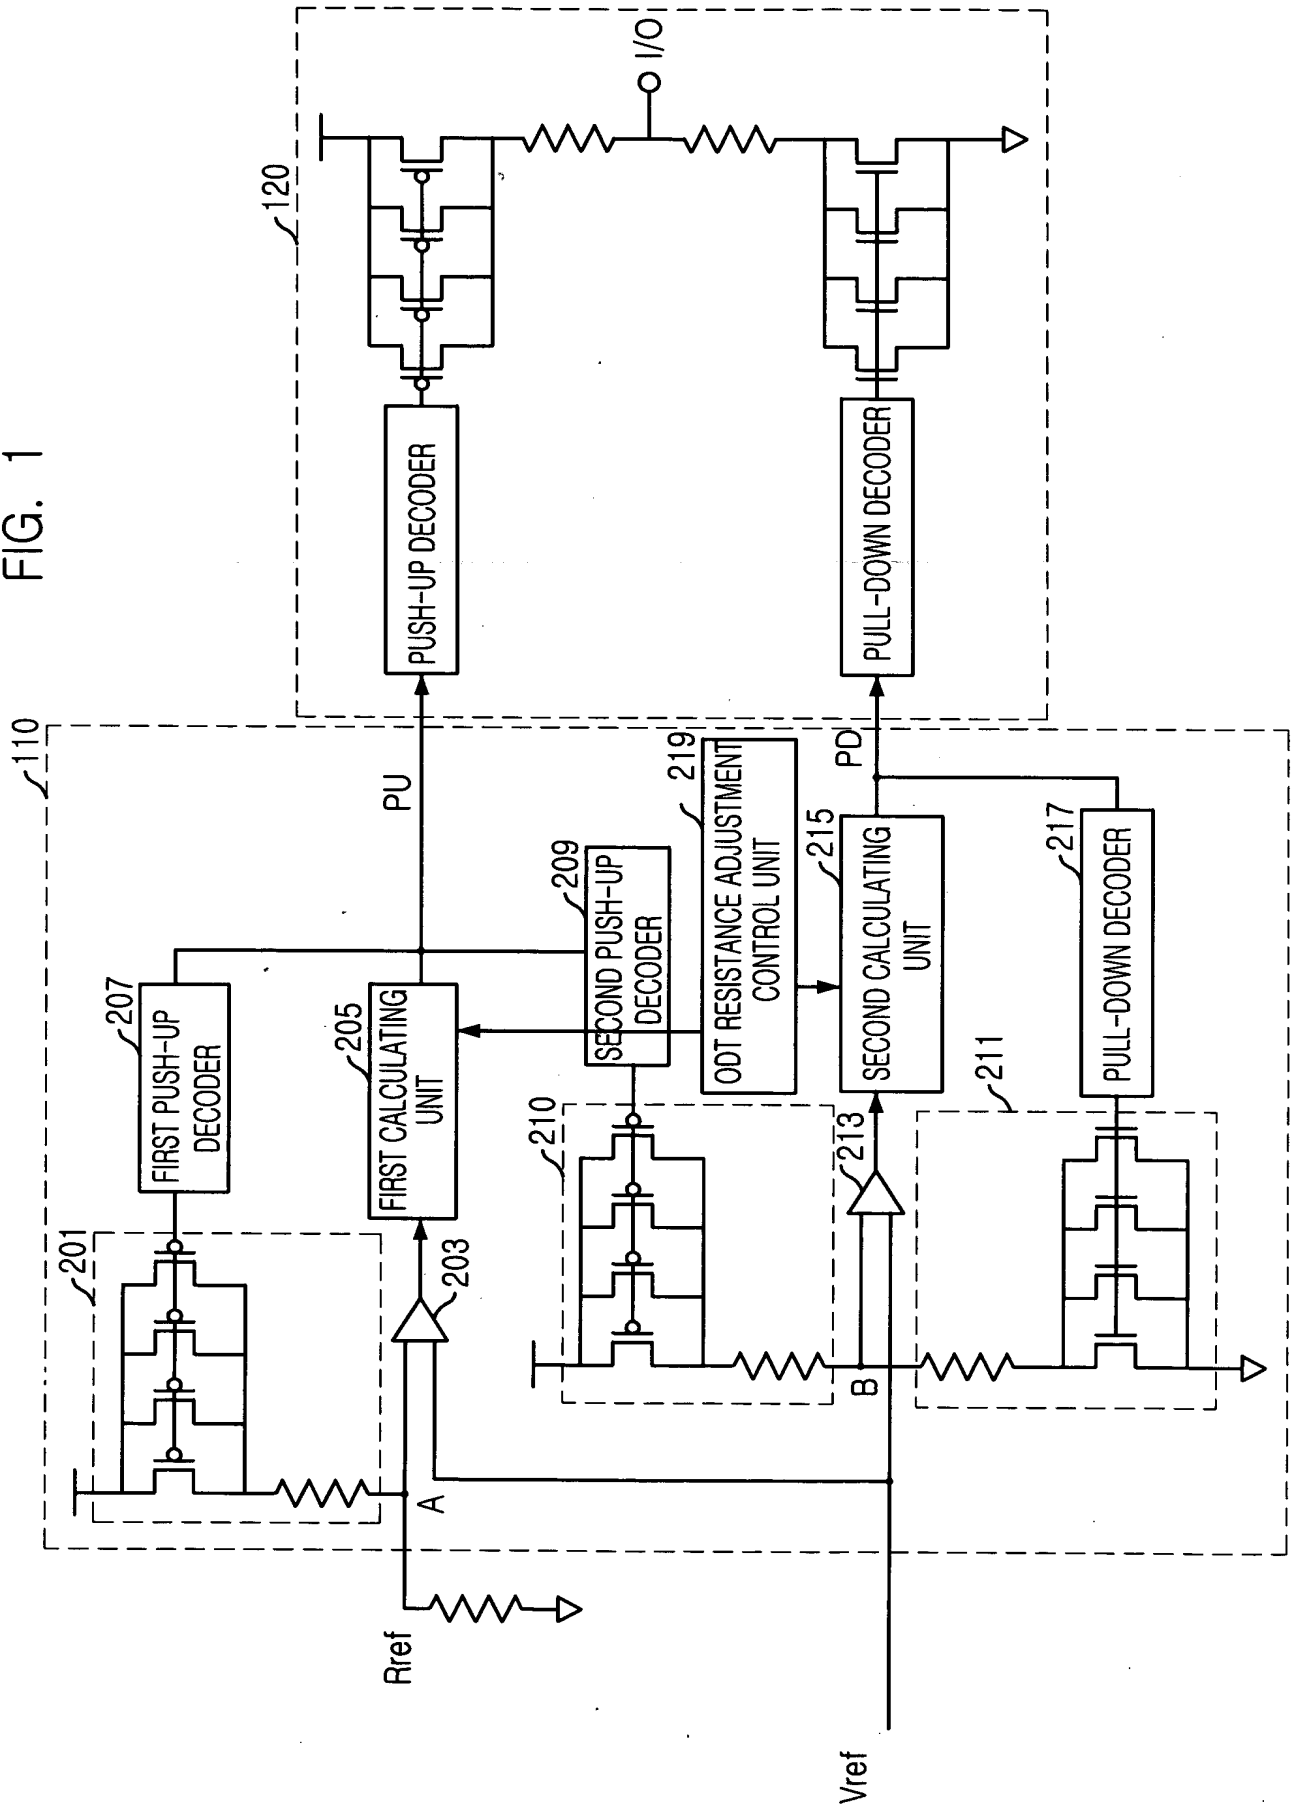 FIG. 1
110
120
201
207
FIRST PUSH-UP
DECODER
PU
PUSH-UP DECODER
I/O
Rref
A
203
205
FIRST CALCULATING
UNIT
209
SECOND PUSH-UP
DECODER
210
219
ODT RESISTANCE ADJUSTMENT
CONTROL UNIT
Vref
B
213
215
SECOND CALCULATING
UNIT
PD
PULL-DOWN DECODER
211
217
PULL-DOWN DECODER